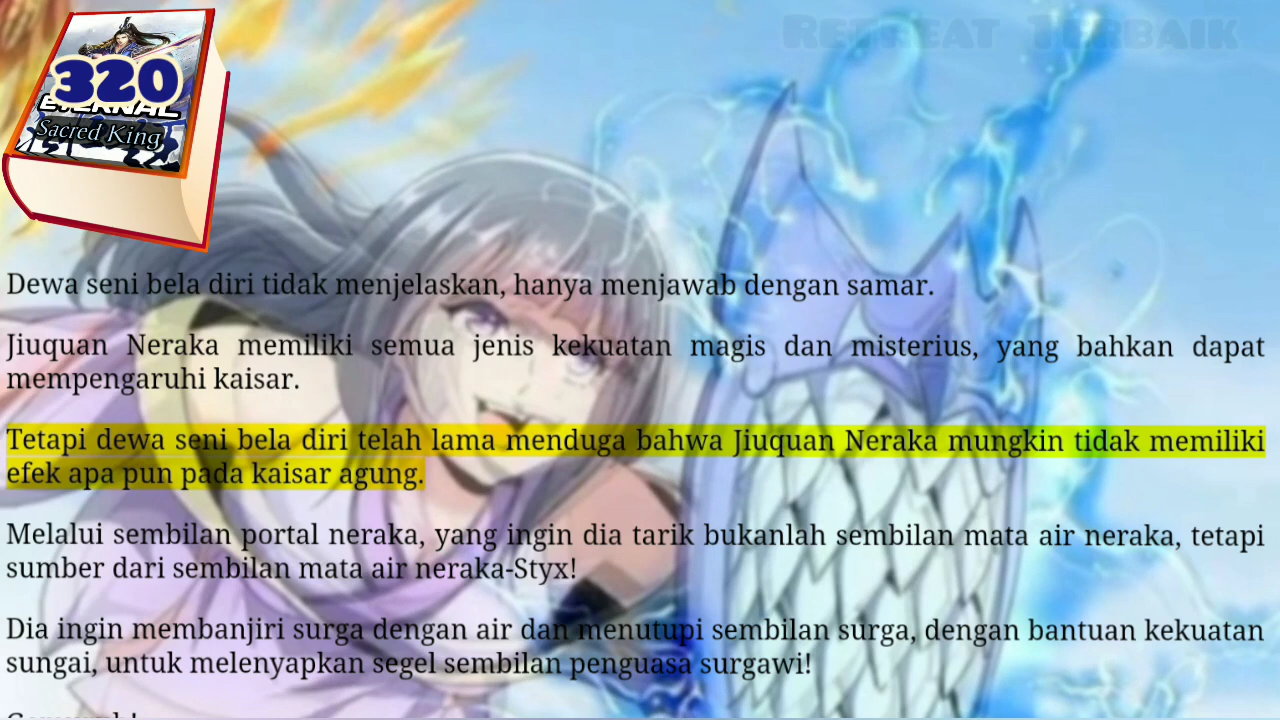 ReTReaT TeRBaiK
320
ETERNAL
Sacred King
Dewa seni bela diri tidak menjelaskan, hanya menjawab dengan samar.
Jiuquan Neraka memiliki semua jenis kekuatan magis dan misterius, yang bahkan dapat
mempengaruhi kaisar.
Tetapi dewa seni bela diri telah lama menduga bahwa Jiuquan Neraka mungkin tidak memiliki
efek apa pun pada kaisar agung.
Melalui sembilan portal neraka, yang ingin dia tarik bukanlah sembilan mata air neraka, tetapi
sumber dari sembilan mata air neraka-Styx!
Dia ingin membanjiri surga dengan air dan menutupi sembilan surga, dengan bantuan kekuatan
sungai, untuk melenyapkan segel sembilan penguasa surgawi!